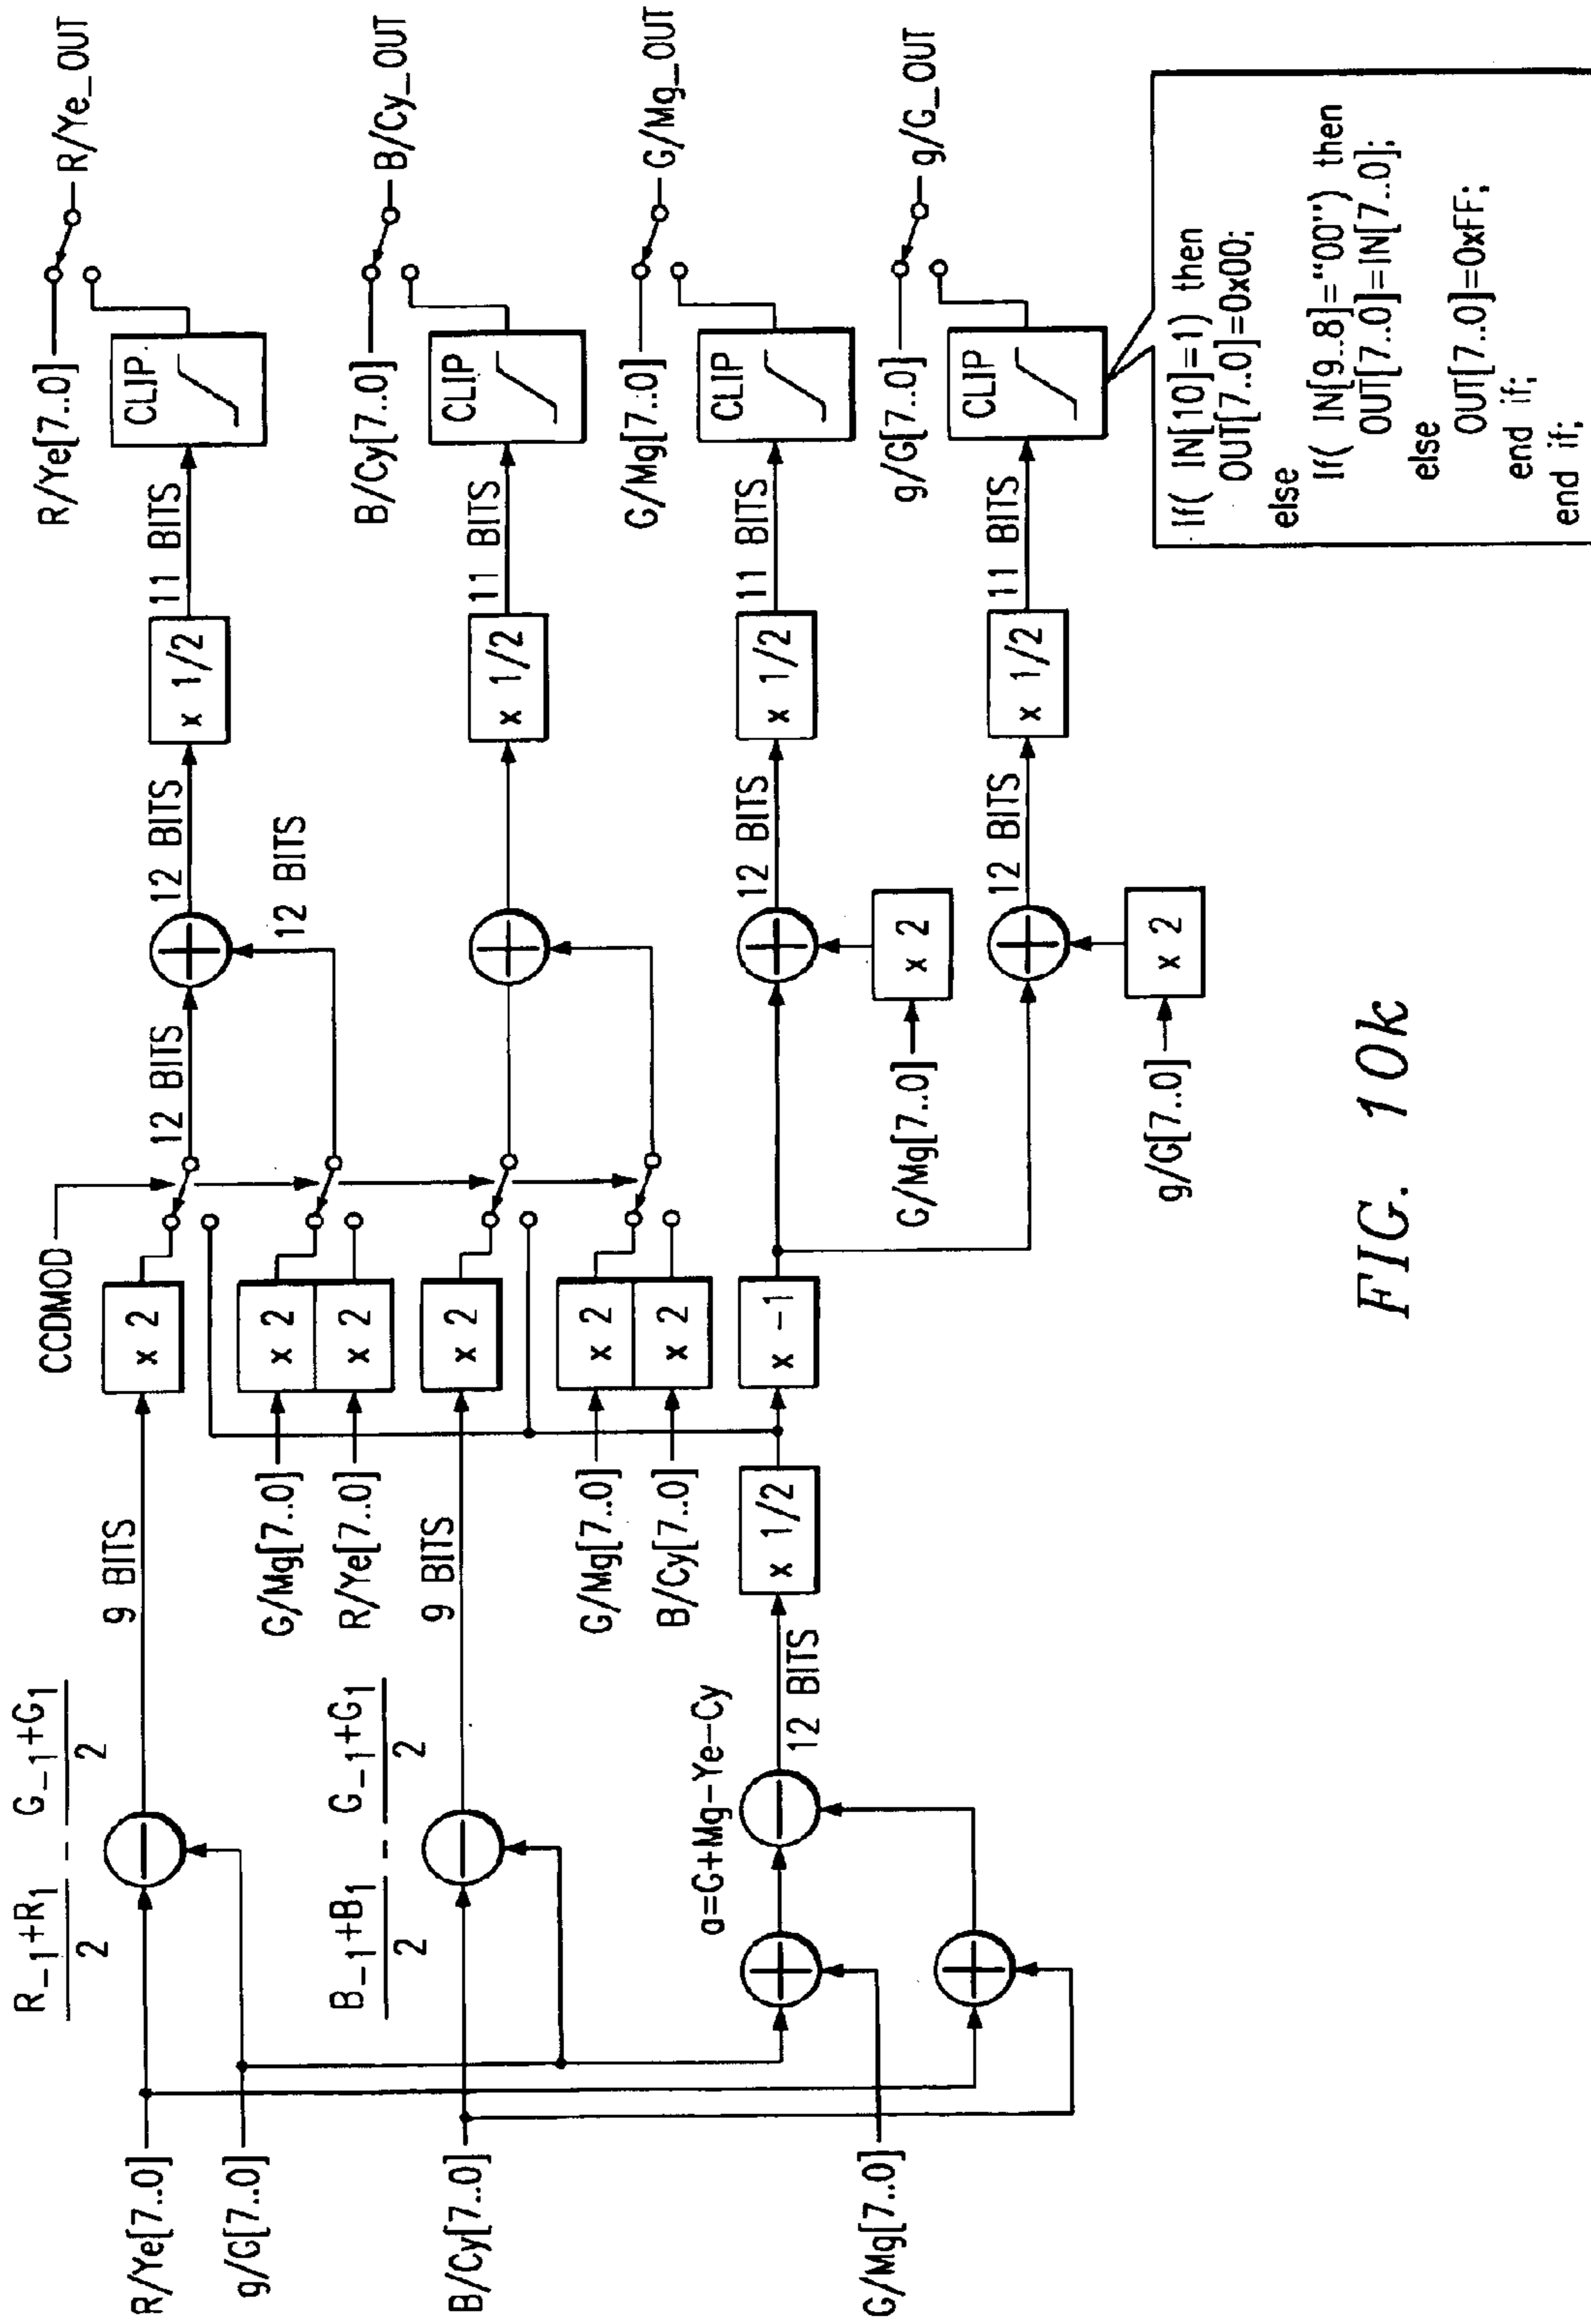 R/Ye[7..0]
g/G[7..0]
B/Cy[7..0]
G/Mg[7..0]
R₋₁+R₁
2
-
G₋₁+G₁
2
B₋₁+B₁
2
-
G₋₁+G₁
2
a=G+Mg-Ye-Cy
12 BITS
9 BITS
9 BITS
x 1/2
CCDMOD
x 2
G/Mg[7..0]
x 2
R/Ye[7..0]
x 2
x 2
G/Mg[7..0]
x 2
B/Cy[7..0]
x 2
x -1
12 BITS
12 BITS
12 BITS
x 1/2
11 BITS
CLIP
R/Ye[7..0]
R/Ye_OUT
x 1/2
11 BITS
CLIP
B/Cy[7..0]
B/Cy_OUT
G/Mg[7..0]
x 2
12 BITS
x 1/2
11 BITS
CLIP
G/Mg[7..0]
G/Mg_OUT
g/G[7..0]
x 2
12 BITS
x 1/2
11 BITS
CLIP
g/G[7..0]
g/G_OUT
If( IN[10]=1) then
OUT[7..0]=0x00;
else
If( IN[9..8]="00") then
OUT[7..0]=IN[7..0];
else
OUT[7..0]=0xFF;
end if;
end if;
FIG. 10k